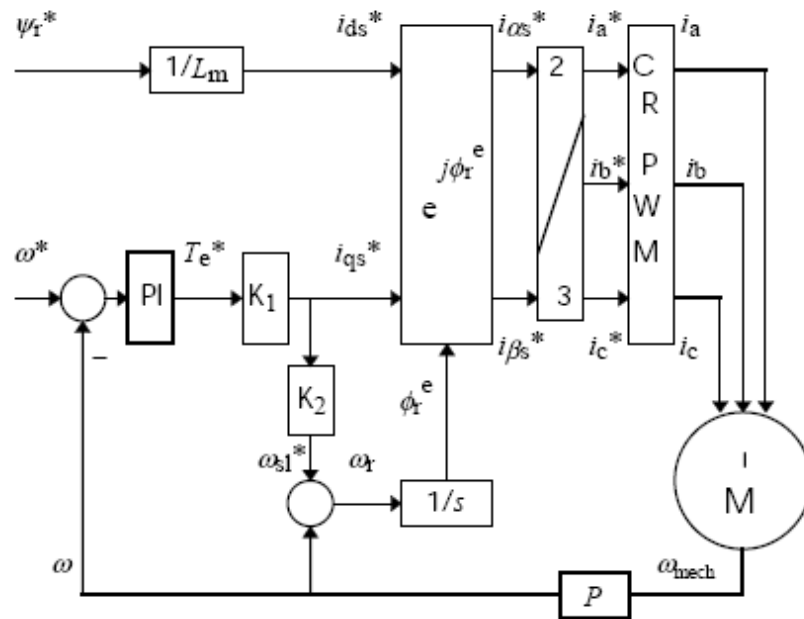 ψr* ids* iαs* ia* ia
1/Lm
2
C
R
jϕr^e
ib* P ib
e
W
ω* Te* iqs*
M
PI K1 3
– iβs* ic* ic
K2 ϕr^e
ωsl* ωr
1/s
I
M
ω ωmech
P